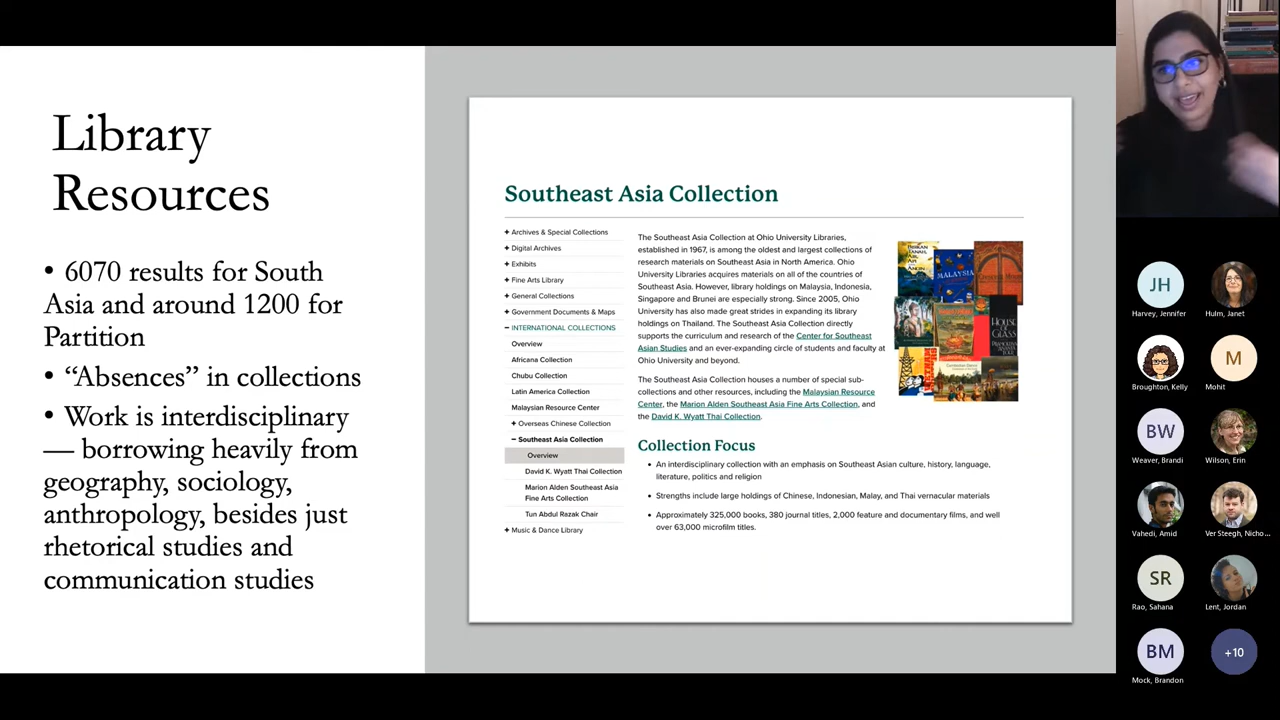 Library
Resources
• 6070 results for South
Asia and around 1200 for
Partition
• “Absences” in collections
• Work is interdisciplinary
— borrowing heavily from
geography, sociology,
anthropology, besides just
rhetorical studies and
communication studies
Southeast Asia Collection
+ Archives & Special Collections
+ Digital Archives
+ Exhibits
+ Fine Arts Library
+ General Collections
+ Government Documents & Maps
− INTERNATIONAL COLLECTIONS
Overview
Africana Collection
Chubu Collection
Latin America Collection
Malaysian Resource Center
+ Overseas Chinese Collection
− Southeast Asia Collection
Overview
David K. Wyatt Thai Collection
Marion Alden Southeast Asia
Fine Arts Collection
Tun Abdul Razak Chair
+ Music & Dance Library
The Southeast Asia Collection at Ohio University Libraries,
established in 1967, is among the oldest and largest collections of
research materials on Southeast Asia in North America. Ohio
University Libraries acquires materials on all of the countries of
Southeast Asia. However, library holdings on Malaysia, Indonesia,
Singapore and Brunei are especially strong. Since 2005, Ohio
University has also made great strides in expanding its library
holdings on Thailand. The Southeast Asia Collection directly
supports the curriculum and research of the Center for Southeast
Asian Studies and an ever-expanding circle of students and faculty at
Ohio University and beyond.
The Southeast Asia Collection houses a number of special sub-
collections and other resources, including the Malaysian Resource
Center, the Marion Alden Southeast Asia Fine Arts Collection, and
the David K. Wyatt Thai Collection.
MALAYSIA
HOUSE
GLASS
Collection Focus
• An interdisciplinary collection with an emphasis on Southeast Asian culture, history, language,
literature, politics and religion
• Strengths include large holdings of Chinese, Indonesian, Malay, and Thai vernacular materials
• Approximately 325,000 books, 380 journal titles, 2,000 feature and documentary films, and well
over 63,000 microfilm titles.
JH
Harvey, Jennifer
Hulm, Janet
Broughton, Kelly
M
Mohit
BW
Weaver, Brandi
Wilson, Erin
Vahedi, Amid
Ver Steegh, Nicho...
SR
Rao, Sahana
Lent, Jordan
BM
Mock, Brandon
+10